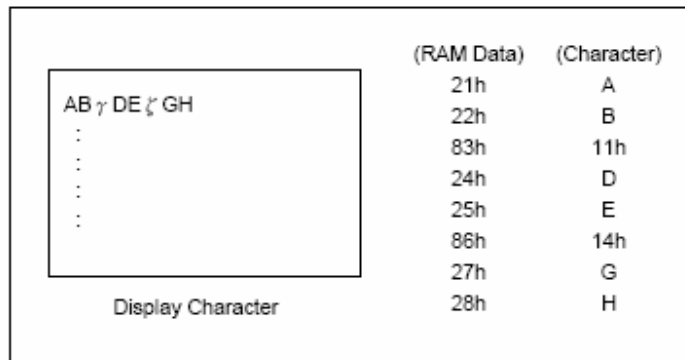 (RAM Data) (Character)
21h A
AB γ DE ζ GH
22h B
:
83h 11h
:
24h D
:
25h E
:
86h 14h
27h G
Display Character
28h H